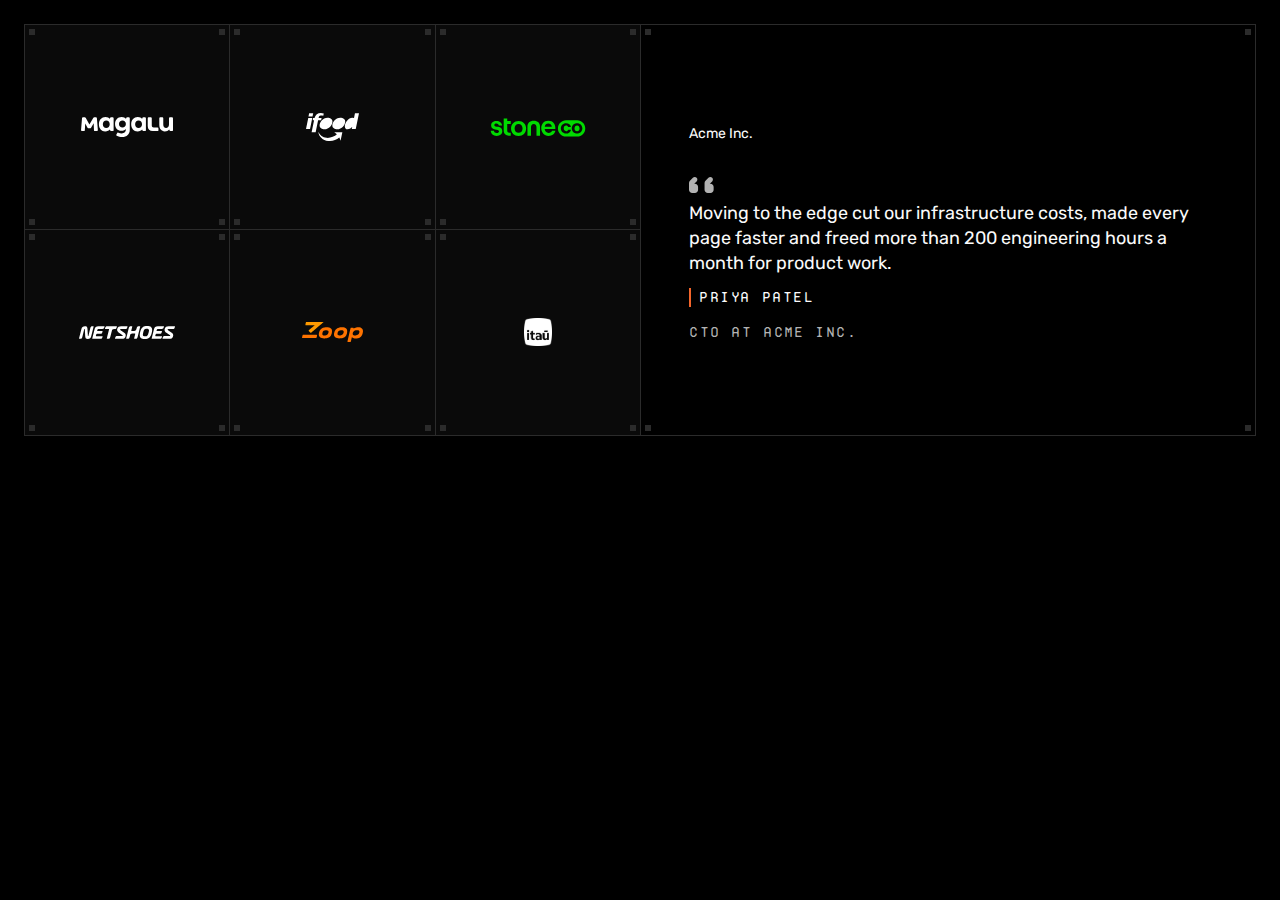 magalu
ifood
stone co
NETSHOES
Zoop
itaú
Acme Inc.
Moving to the edge cut our infrastructure costs, made every
page faster and freed more than 200 engineering hours a
month for product work.
PRIYA PATEL
CTO AT ACME INC.